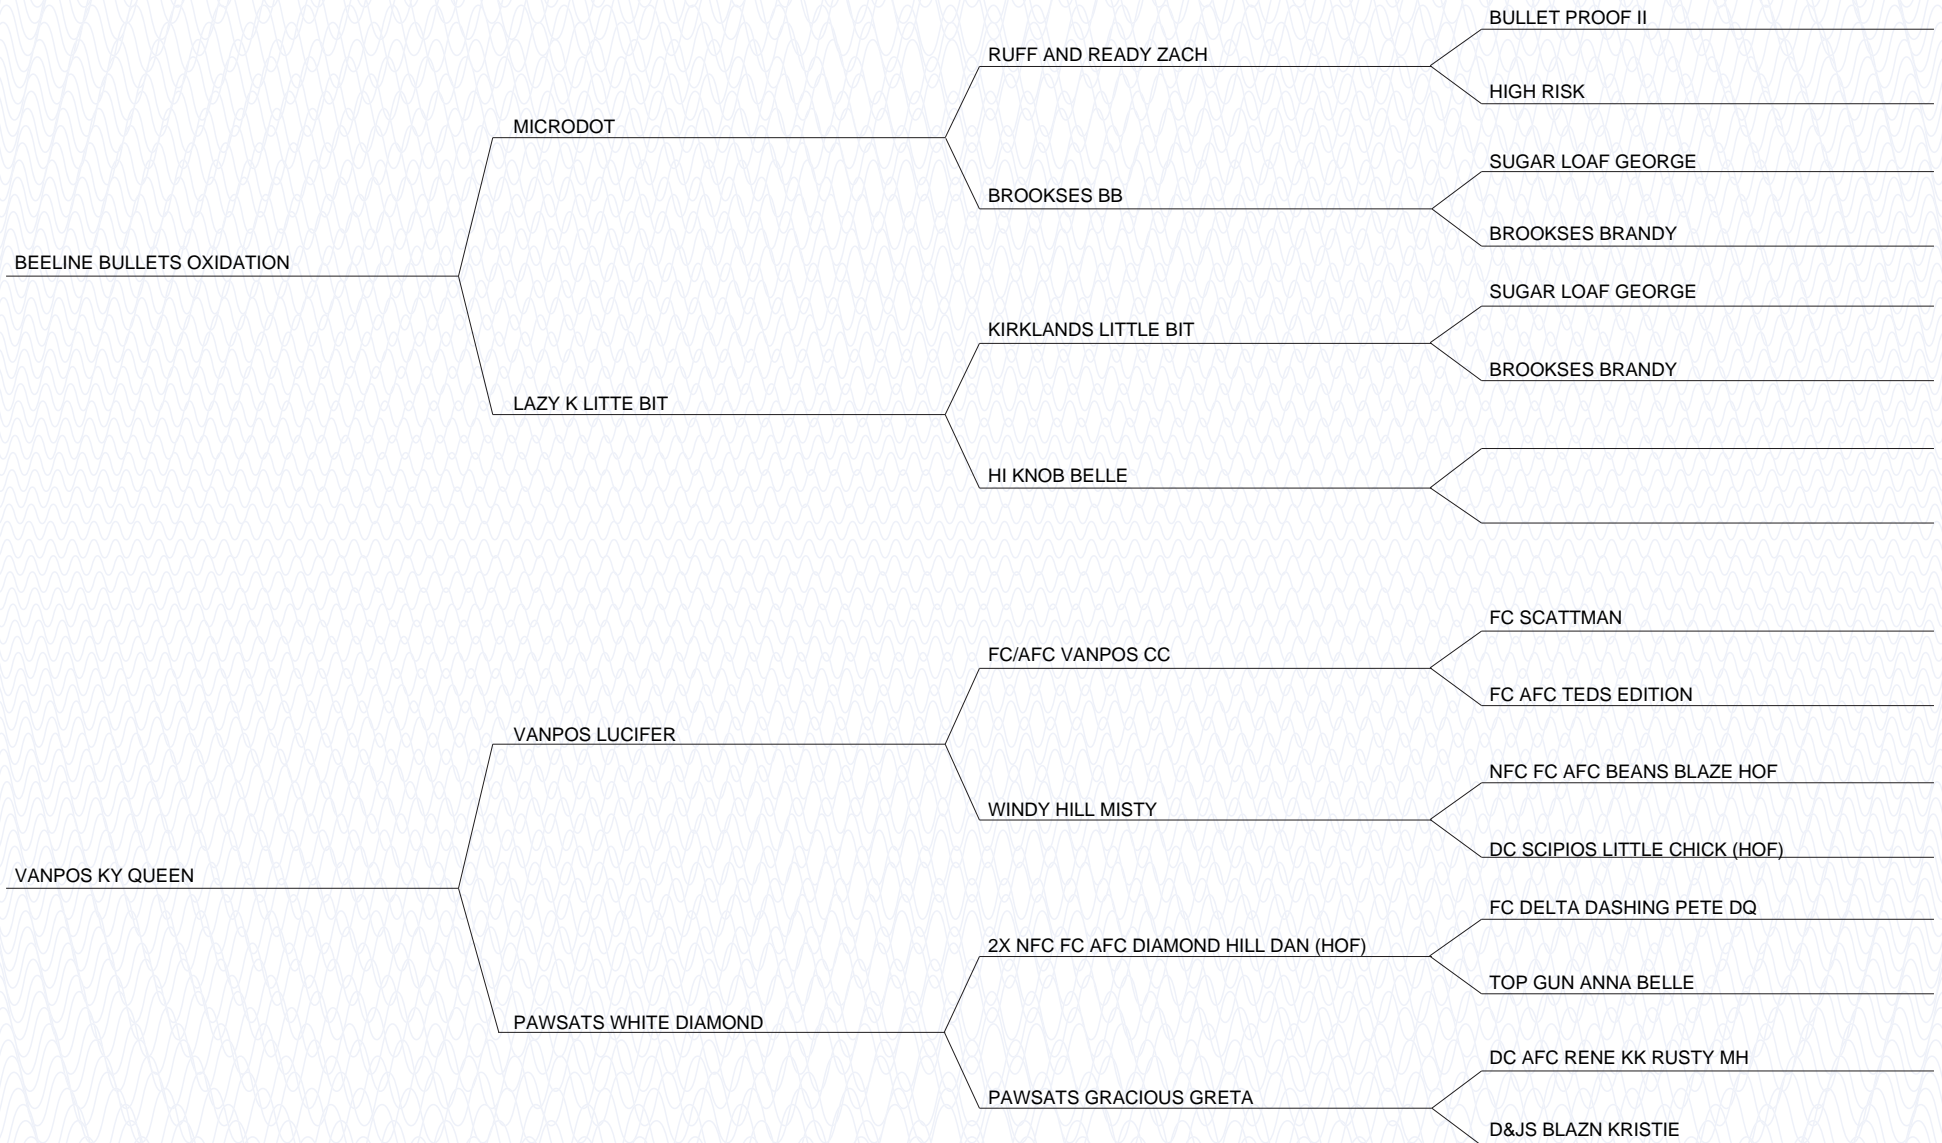 BULLET PROOF II
RUFF AND READY ZACH
HIGH RISK
MICRODOT
SUGAR LOAF GEORGE
BROOKSES BB
BROOKSES BRANDY
BEELINE BULLETS OXIDATION
SUGAR LOAF GEORGE
KIRKLANDS LITTLE BIT
BROOKSES BRANDY
LAZY K LITTE BIT
HI KNOB BELLE
FC SCATTMAN
FC/AFC VANPOS CC
FC AFC TEDS EDITION
VANPOS LUCIFER
NFC FC AFC BEANS BLAZE HOF
WINDY HILL MISTY
DC SCIPIOS LITTLE CHICK (HOF)
VANPOS KY QUEEN
FC DELTA DASHING PETE DQ
2X NFC FC AFC DIAMOND HILL DAN (HOF)
TOP GUN ANNA BELLE
PAWSATS WHITE DIAMOND
DC AFC RENE KK RUSTY MH
PAWSATS GRACIOUS GRETA
D&JS BLAZN KRISTIE